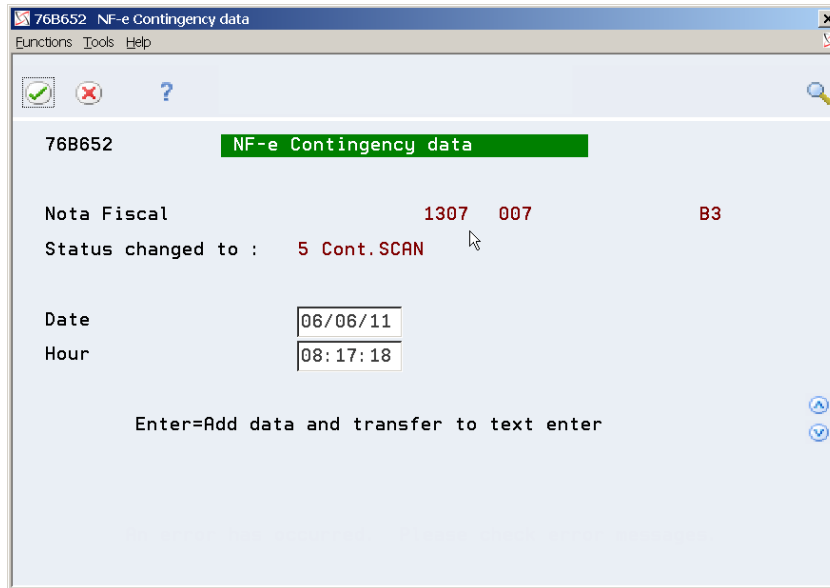 76B652 NF-e Contingency data
Functions Tools Help
?
76B652 NF-e Contingency data
Nota Fiscal 1307 007 B3
Status changed to : 5 Cont.SCAN
Date 06/06/11
Hour 08:17:18
Enter=Add data and transfer to text enter